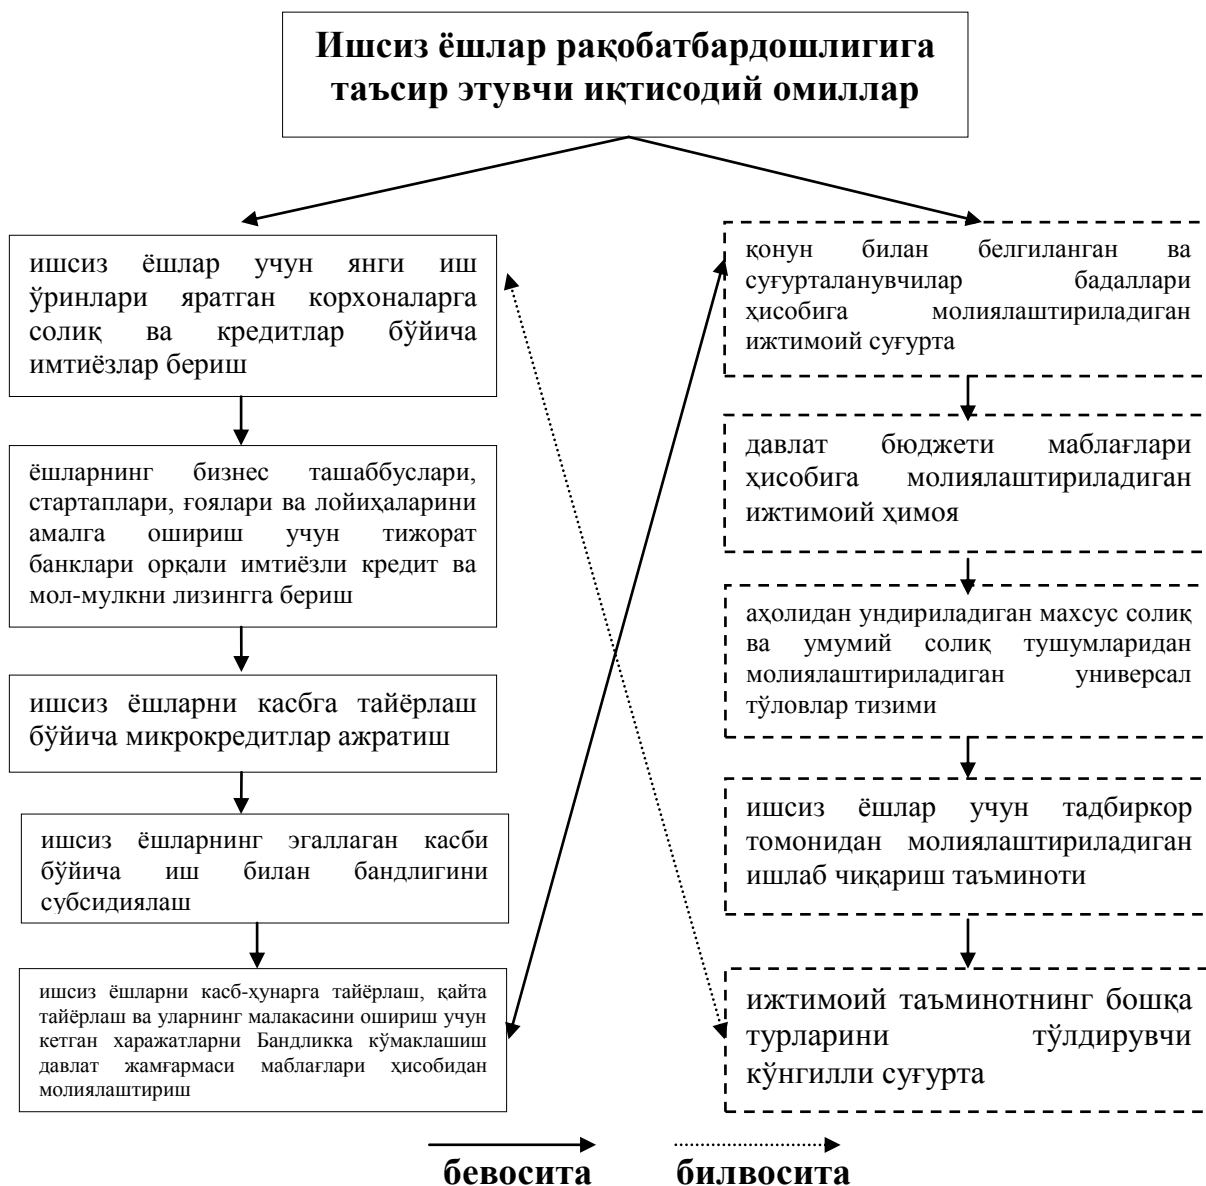 Ишсиз ёшлар рақобатбардошлигига
таъсир этувчи иқтисодий омиллар
ишсиз ёшлар учун янги иш
ўринлари яратган корхоналарга
солиқ ва кредитлар бўйича
имтиёзлар бериш
ёшларнинг бизнес ташаббуслари,
стартаплари, ғоялари ва лойиҳаларини
амалга ошириш учун тижорат
банклари орқали имтиёзли кредит ва
мол-мулкни лизингга бериш
ишсиз ёшларни касбга тайёрлаш
бўйича микрокредитлар ажратиш
ишсиз ёшларнинг эгаллаган касби
бўйича иш билан бандлигини
субсидиялаш
ишсиз ёшларни касб-ҳунарга тайёрлаш, қайта
тайёрлаш ва уларнинг малакасини ошириш учун
кетган харажатларни Бандликка кўмаклашиш
давлат жамғармаси маблағлари ҳисобидан
молиялаштириш
қонун билан белгиланган ва
суғурталанувчилар бадаллари
ҳисобига молиялаштириладиган
ижтимоий суғурта
давлат бюджети маблағлари
ҳисобига молиялаштириладиган
ижтимоий ҳимоя
аҳолидан ундириладиган махсус солиқ
ва умумий солиқ тушумларидан
молиялаштириладиган универсал
тўловлар тизими
ишсиз ёшлар учун тадбиркор
томонидан молиялаштириладиган
ишлаб чиқариш таъминоти
ижтимоий таъминотнинг бошқа
турларини тўлдирувчи
кўнгилли суғурта
бевосита билвосита